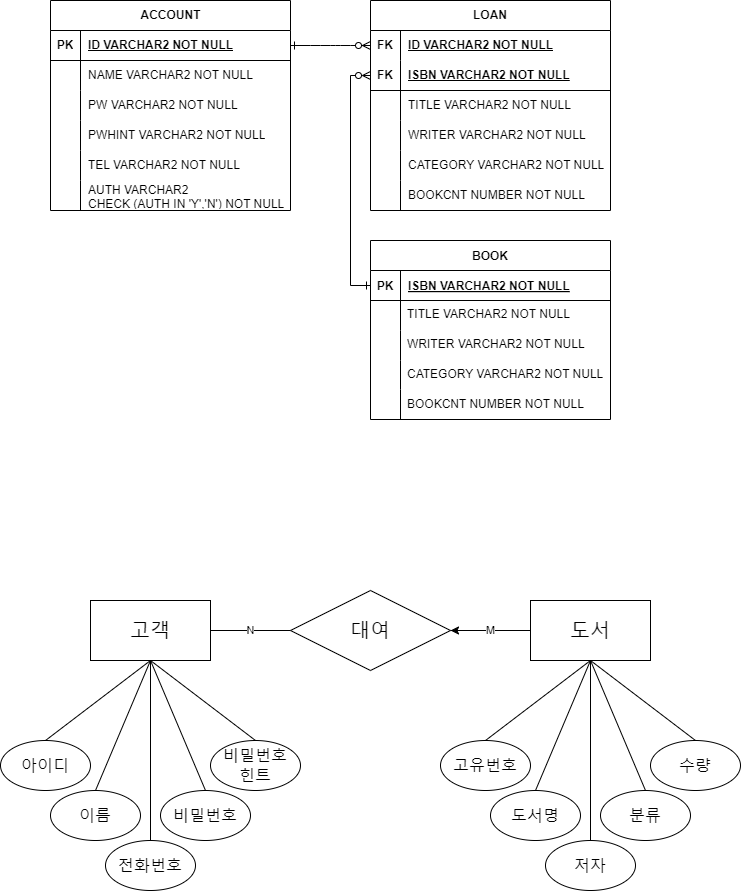 ACCOUNT
PK ID VARCHAR2 NOT NULL
NAME VARCHAR2 NOT NULL
PW VARCHAR2 NOT NULL
PWHINT VARCHAR2 NOT NULL
TEL VARCHAR2 NOT NULL
AUTH VARCHAR2
CHECK (AUTH IN 'Y','N') NOT NULL
LOAN
FK ID VARCHAR2 NOT NULL
FK ISBN VARCHAR2 NOT NULL
TITLE VARCHAR2 NOT NULL
WRITER VARCHAR2 NOT NULL
CATEGORY VARCHAR2 NOT NULL
BOOKCNT NUMBER NOT NULL
BOOK
PK ISBN VARCHAR2 NOT NULL
TITLE VARCHAR2 NOT NULL
WRITER VARCHAR2 NOT NULL
CATEGORY VARCHAR2 NOT NULL
BOOKCNT NUMBER NOT NULL
고객 N 대여 M 도서
아이디
이름
전화번호
비밀번호
비밀번호
힌트
고유번호
도서명
저자
분류
수량